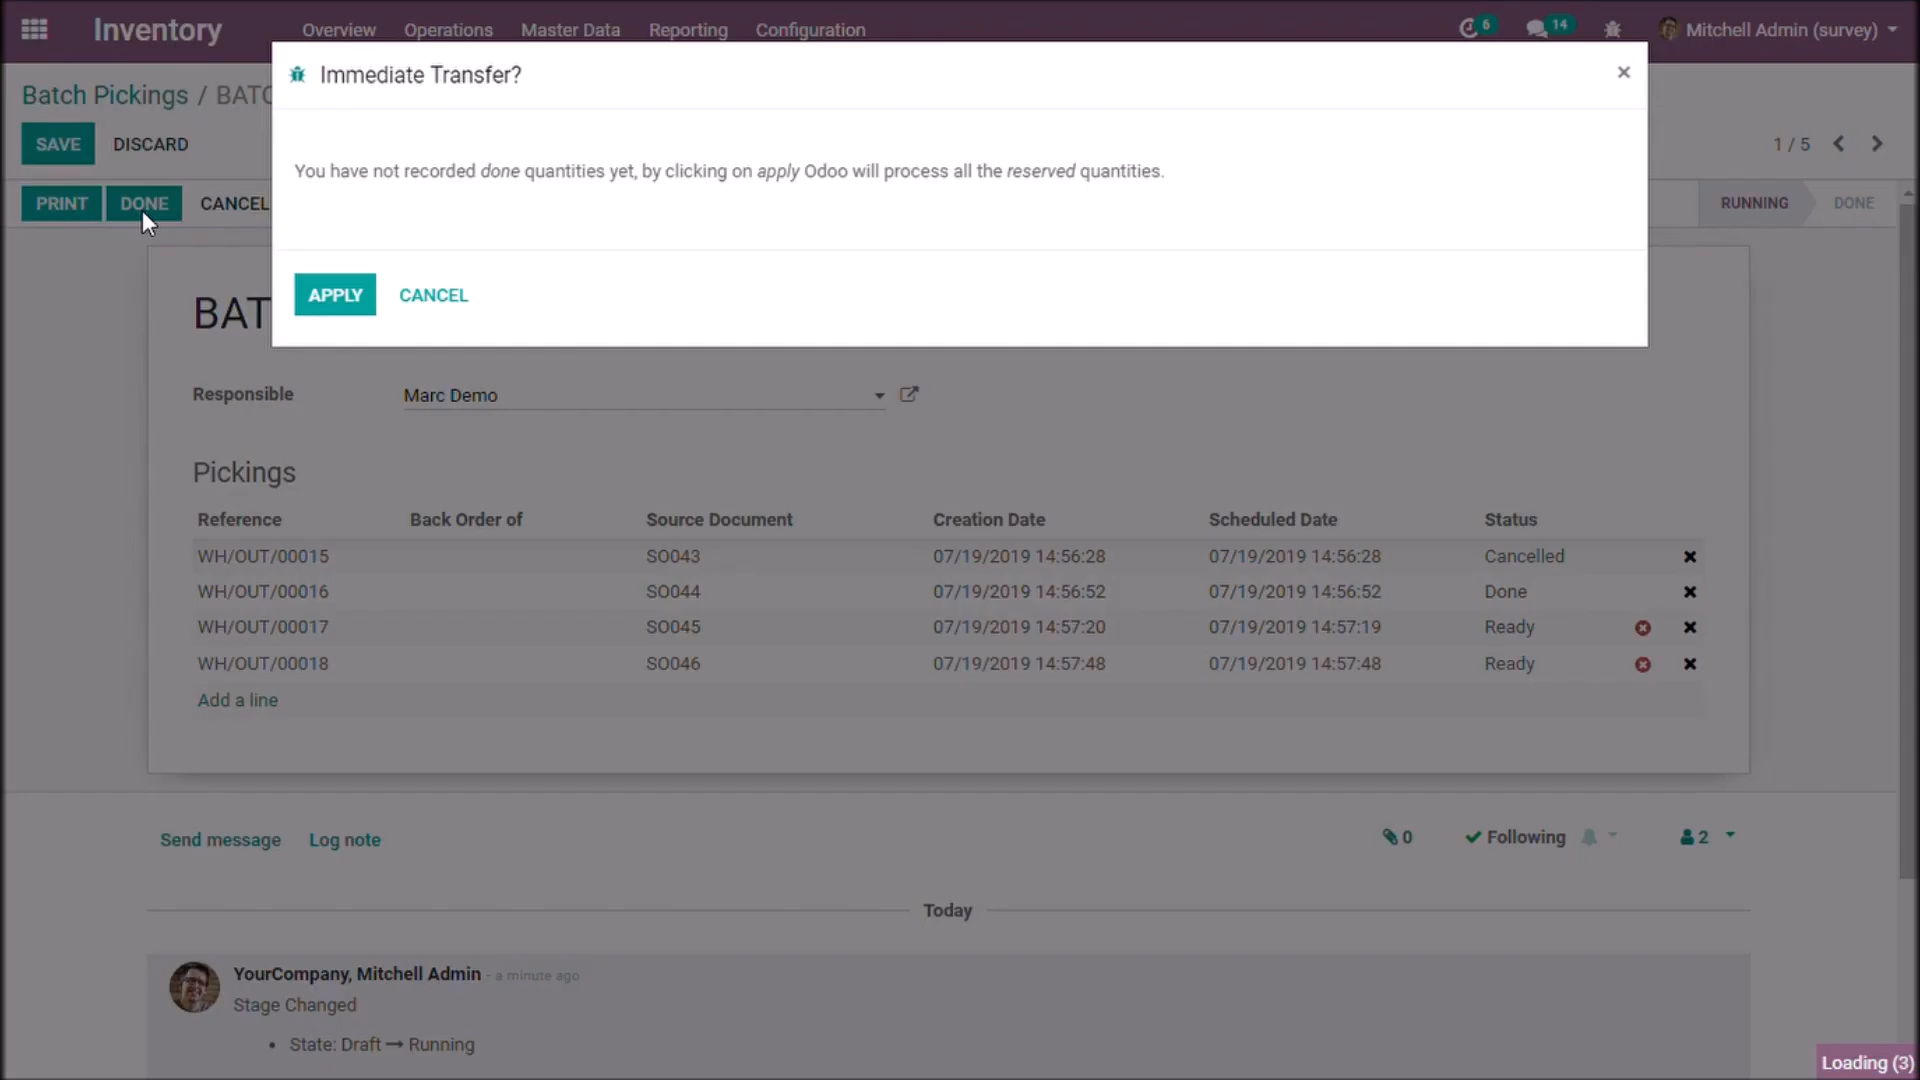 Inventory Overview Operations Master Data Reporting Configuration 6 14 Mitchell Admin (survey)
Immediate Transfer? ×
Batch Pickings / BATC
SAVE DISCARD 1 / 5
You have not recorded done quantities yet, by clicking on apply Odoo will process all the reserved quantities.
PRINT DONE CANCEL RUNNING DONE
APPLY CANCEL
BAT
Responsible Marc Demo
Pickings
Reference Back Order of Source Document Creation Date Scheduled Date Status
WH/OUT/00015 SO043 07/19/2019 14:56:28 07/19/2019 14:56:28 Cancelled
WH/OUT/00016 SO044 07/19/2019 14:56:52 07/19/2019 14:56:52 Done
WH/OUT/00017 SO045 07/19/2019 14:57:20 07/19/2019 14:57:19 Ready
WH/OUT/00018 SO046 07/19/2019 14:57:48 07/19/2019 14:57:48 Ready
Add a line
Send message Log note 0 Following 2
Today
YourCompany, Mitchell Admin - a minute ago
Stage Changed
• State: Draft → Running
Loading (3)